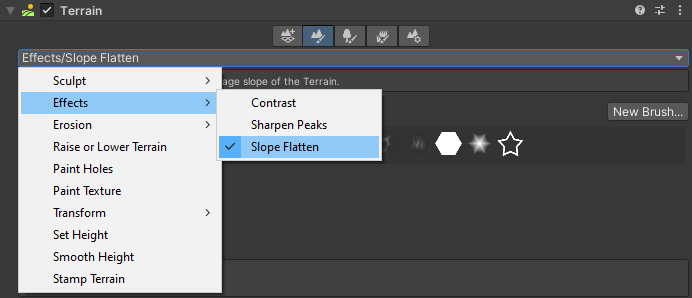 Terrain
Effects/Slope Flatten
Sculpt
age slope of the Terrain.
Effects
Contrast
New Brush...
Erosion
Sharpen Peaks
Raise or Lower Terrain
Slope Flatten
Paint Holes
Paint Texture
Transform
Set Height
Smooth Height
Stamp Terrain